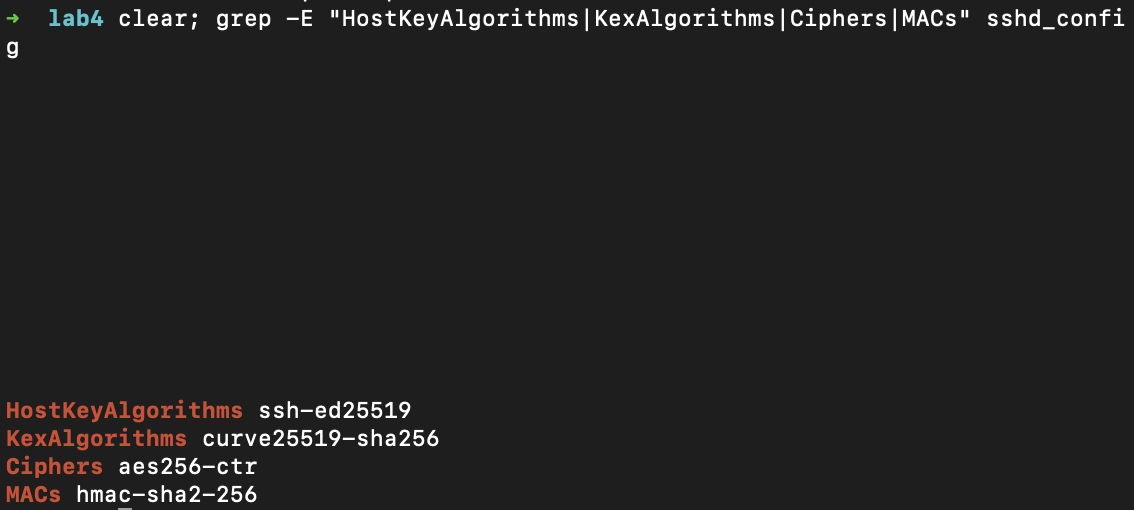 ➜  lab4 clear; grep -E "HostKeyAlgorithms|KexAlgorithms|Ciphers|MACs" sshd_confi
g
HostKeyAlgorithms ssh-ed25519
KexAlgorithms curve25519-sha256
Ciphers aes256-ctr
MACs hmac-sha2-256